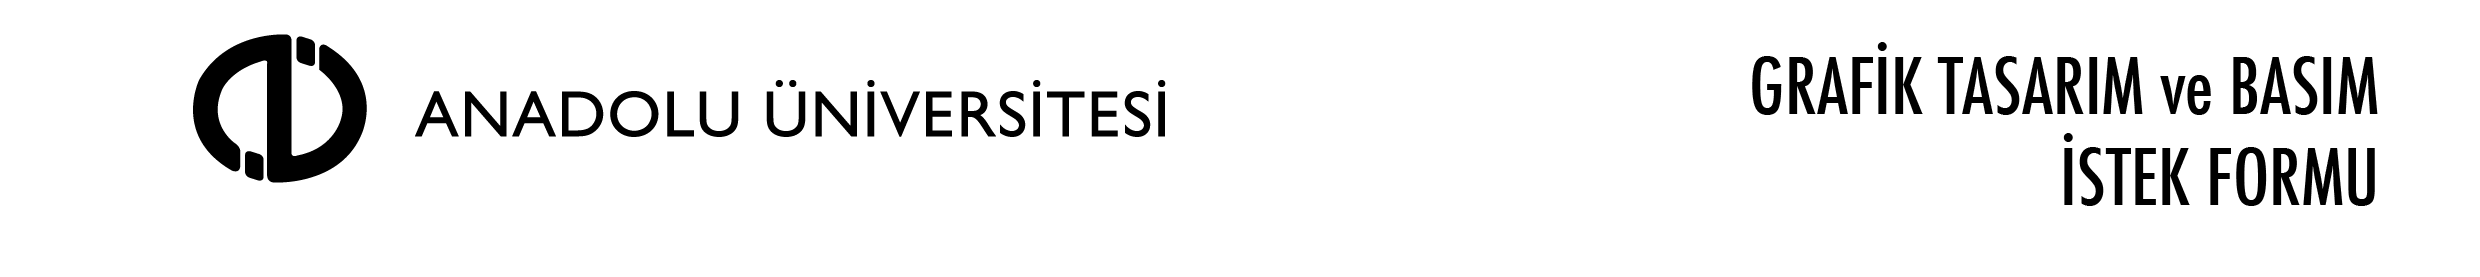 ANADOLU ÜNİVERSİTESİ
GRAFİK TASARIM ve BASIM
İSTEK FORMU